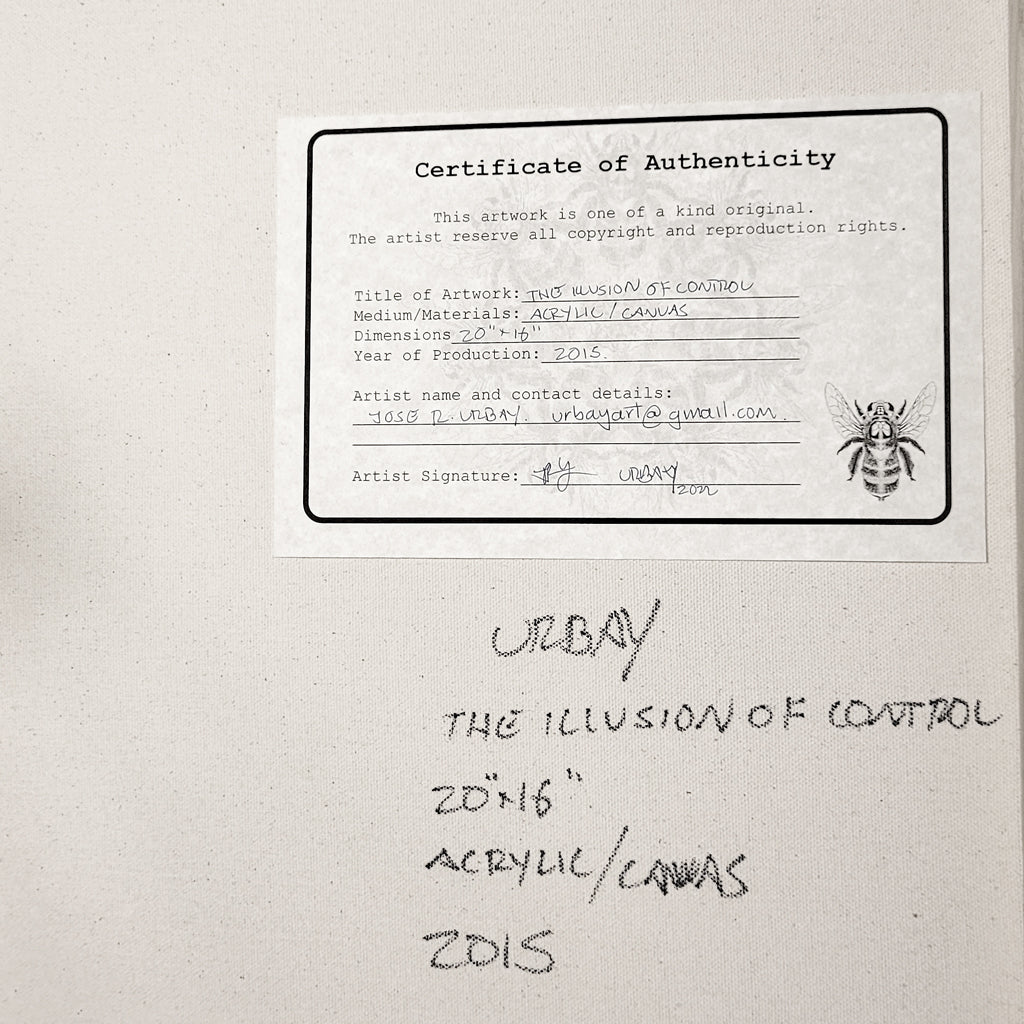 Certificate of Authenticity
This artwork is one of a kind original.
The artist reserve all copyright and reproduction rights.
Title of Artwork: THE ILLUSION OF CONTROL
Medium/Materials: ACRYLIC/CANVAS
Dimensions 20"x16"
Year of Production: 2015.
Artist name and contact details:
JOSE R. URBAY. urbayart@gmail.com.
Artist Signature: URBAY
URBAY
THE ILLUSION OF CONTROL
20"x16"
ACRYLIC/CANVAS
2015